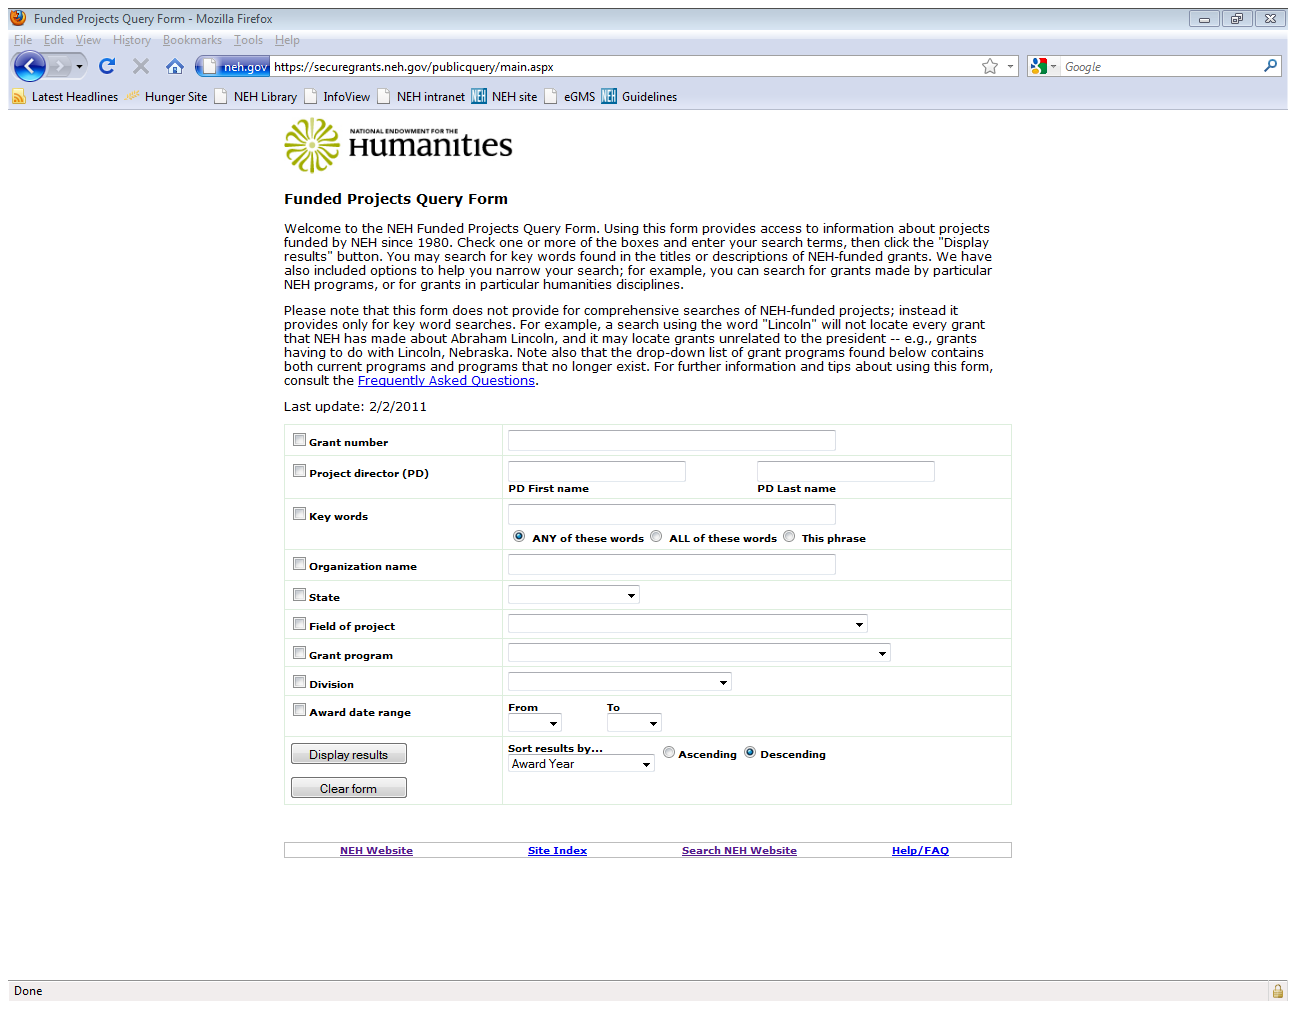 Funded Projects Query Form - Mozilla Firefox
File Edit View History Bookmarks Tools Help
neh.gov https://securegrants.neh.gov/publicquery/main.aspx Google
Latest Headlines Hunger Site NEH Library InfoView NEH intranet NEH NEH site eGMS NEH Guidelines
NATIONAL ENDOWMENT FOR THE
Humanities
Funded Projects Query Form
Welcome to the NEH Funded Projects Query Form. Using this form provides access to information about projects
funded by NEH since 1980. Check one or more of the boxes and enter your search terms, then click the "Display
results" button. You may search for key words found in the titles or descriptions of NEH-funded grants. We have
also included options to help you narrow your search; for example, you can search for grants made by particular
NEH programs, or for grants in particular humanities disciplines.
Please note that this form does not provide for comprehensive searches of NEH-funded projects; instead it
provides only for key word searches. For example, a search using the word "Lincoln" will not locate every grant
that NEH has made about Abraham Lincoln, and it may locate grants unrelated to the president -- e.g., grants
having to do with Lincoln, Nebraska. Note also that the drop-down list of grant programs found below contains
both current programs and programs that no longer exist. For further information and tips about using this form,
consult the Frequently Asked Questions.
Last update: 2/2/2011
Grant number
Project director (PD)
PD First name PD Last name
Key words
ANY of these words ALL of these words This phrase
Organization name
State
Field of project
Grant program
Division
Award date range From To
Display results Sort results by... Ascending Descending
Award Year
Clear form
NEH Website Site Index Search NEH Website Help/FAQ
Done